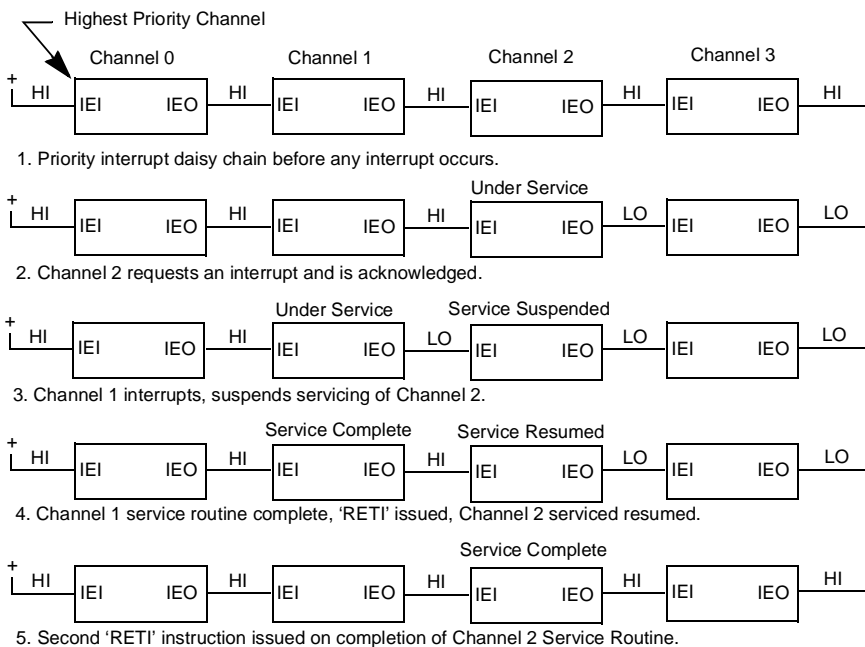 Highest Priority Channel
Channel 0 Channel 1 Channel 2 Channel 3
+ HI IEI IEO HI IEI IEO HI IEI IEO HI IEI IEO HI
1. Priority interrupt daisy chain before any interrupt occurs.
Under Service
+ HI IEI IEO HI IEI IEO HI IEI IEO LO IEI IEO LO
2. Channel 2 requests an interrupt and is acknowledged.
Under Service Service Suspended
+ HI IEI IEO HI IEI IEO LO IEI IEO LO IEI IEO LO
3. Channel 1 interrupts, suspends servicing of Channel 2.
Service Complete Service Resumed
+ HI IEI IEO HI IEI IEO HI IEI IEO LO IEI IEO LO
4. Channel 1 service routine complete, ‘RETI’ issued, Channel 2 serviced resumed.
Service Complete
+ HI IEI IEO HI IEI IEO HI IEI IEO HI IEI IEO HI
5. Second ‘RETI’ instruction issued on completion of Channel 2 Service Routine.